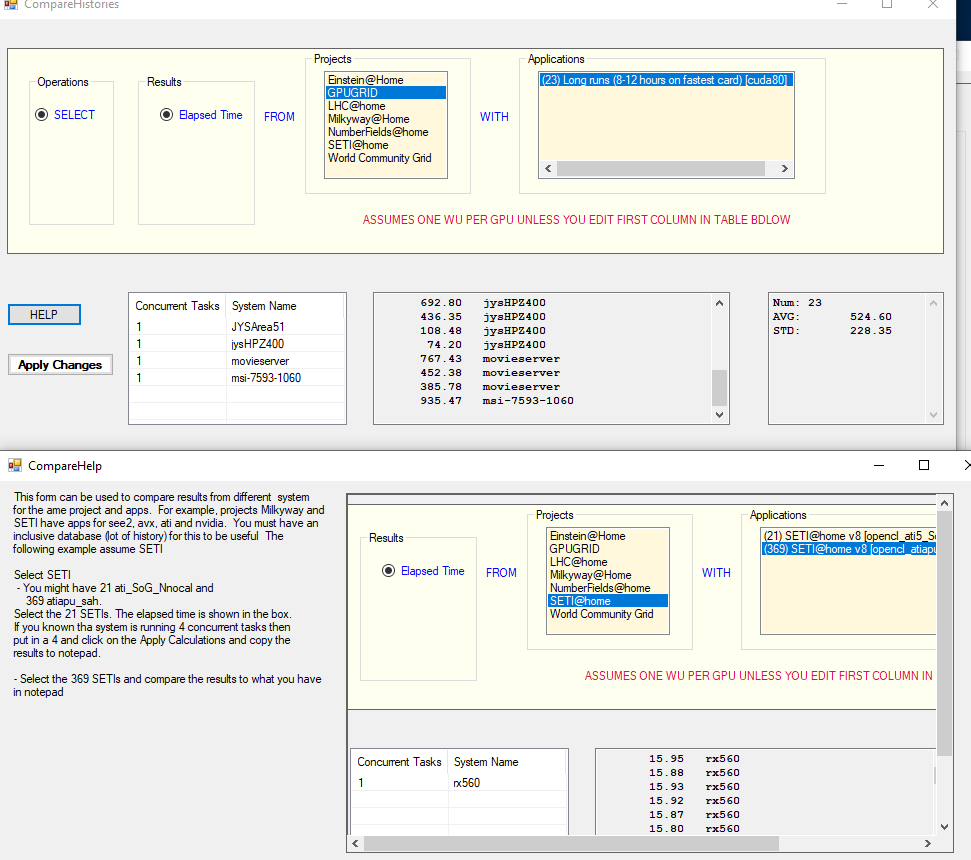 CompareHistories
Operations
SELECT
Results
Elapsed Time
FROM
Projects
Einstein@Home
GPUGRID
LHC@home
Milkyway@Home
NumberFields@home
SETI@home
World Community Grid
WITH
Applications
(23) Long runs (8-12 hours on fastest card) [cuda80]
ASSUMES ONE WU PER GPU UNLESS YOU EDIT FIRST COLUMN IN TABLE BDLOW
HELP
Apply Changes
Concurrent Tasks System Name
1 JYSArea51
1 jysHPZ400
1 movieserver
1 msi-7593-1060
692.80 jysHPZ400
436.35 jysHPZ400
108.48 jysHPZ400
74.20 jysHPZ400
767.43 movieserver
452.38 movieserver
385.78 movieserver
935.47 msi-7593-1060
Num: 23
AVG: 524.60
STD: 228.35
CompareHelp
This form can be used to compare results from different system
for the ame project and apps. For example, projects Milkyway and
SETI have apps for see2, avx, ati and nvidia. You must have an
inclusive database (lot of history) for this to be useful The
following example assume SETI
Select SETI
- You might have 21 ati_SoG_Nnocal and
369 atiapu_sah.
Select the 21 SETIs. The elapsed time is shown in the box.
If you known tha system is running 4 concurrent tasks then
put in a 4 and click on the Apply Calculations and copy the
results to notepad.
- Select the 369 SETIs and compare the results to what you have
in notepad
Results
Elapsed Time
FROM
Projects
Einstein@Home
GPUGRID
LHC@home
Milkyway@Home
NumberFields@home
SETI@home
World Community Grid
WITH
Applications
(21) SETI@home v8 [opencl_ati5_So
(369) SETI@home v8 [opencl_atiapu
ASSUMES ONE WU PER GPU UNLESS YOU EDIT FIRST COLUMN IN
Concurrent Tasks System Name
1 rx560
15.95 rx560
15.88 rx560
15.93 rx560
15.92 rx560
15.87 rx560
15.80 rx560